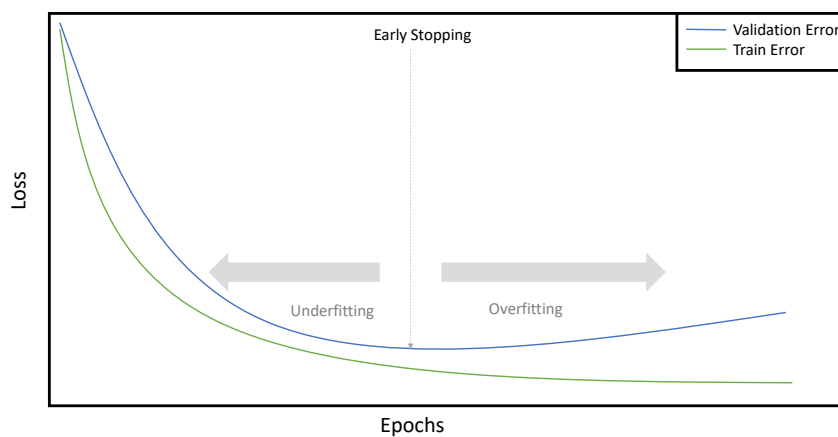 Early Stopping
Validation Error
Train Error
Loss
Underfitting
Overfitting
Epochs